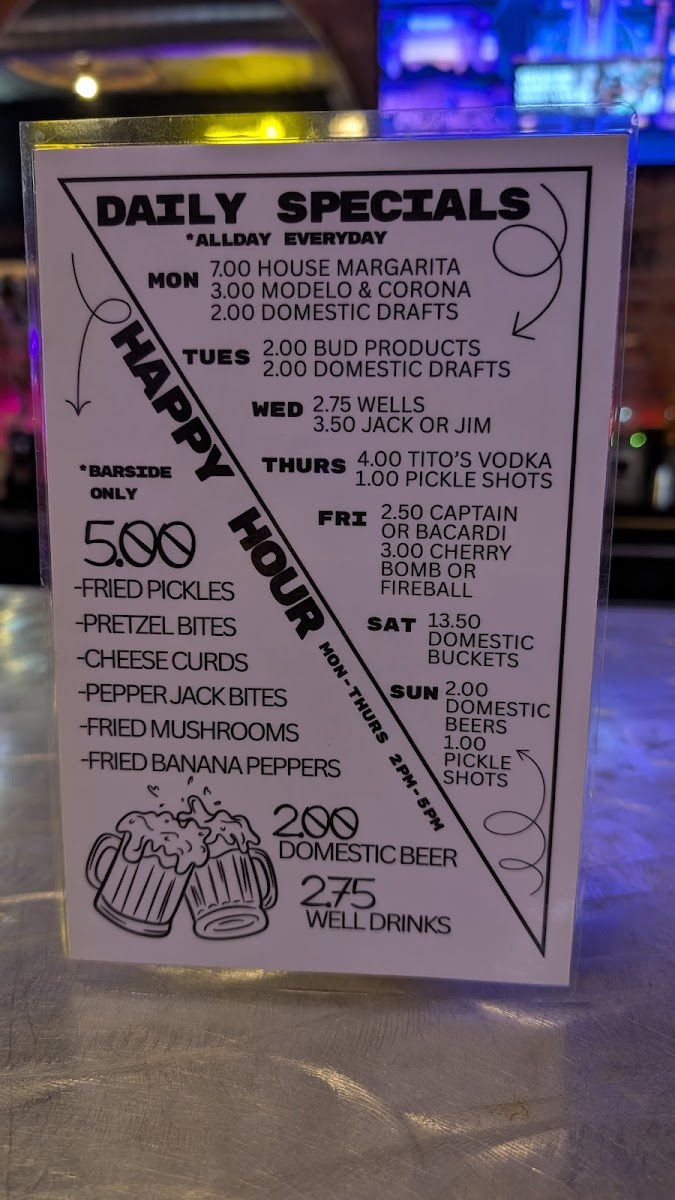 DAILY SPECIALS
*ALLDAY EVERYDAY
MON 7.00 HOUSE MARGARITA
3.00 MODELO & CORONA
2.00 DOMESTIC DRAFTS
TUES 2.00 BUD PRODUCTS
2.00 DOMESTIC DRAFTS
WED 2.75 WELLS
3.50 JACK OR JIM
THURS 4.00 TITO'S VODKA
1.00 PICKLE SHOTS
FRI 2.50 CAPTAIN
OR BACARDI
3.00 CHERRY
BOMB OR
FIREBALL
SAT 13.50
DOMESTIC
BUCKETS
SUN 2.00
DOMESTIC
BEERS
1.00
PICKLE
SHOTS
HAPPY HOUR MON-THURS 2PM-5PM
*BARSIDE
ONLY
5.00
-FRIED PICKLES
-PRETZEL BITES
-CHEESE CURDS
-PEPPER JACK BITES
-FRIED MUSHROOMS
-FRIED BANANA PEPPERS
2.00
DOMESTIC BEER
2.75
WELL DRINKS